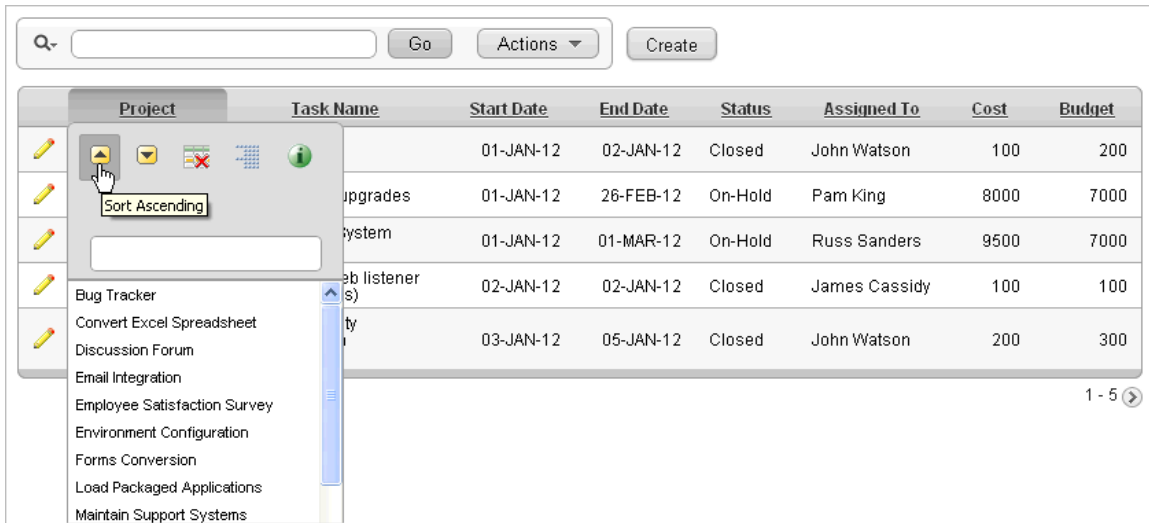 Go Actions Create
Project Task Name Start Date End Date Status Assigned To Cost Budget
01-JAN-12 02-JAN-12 Closed John Watson 100 200
Sort Ascending
upgrades 01-JAN-12 26-FEB-12 On-Hold Pam King 8000 7000
System
01-JAN-12 01-MAR-12 On-Hold Russ Sanders 9500 7000
eb listener
s) 02-JAN-12 02-JAN-12 Closed James Cassidy 100 100
ty
03-JAN-12 05-JAN-12 Closed John Watson 200 300
Bug Tracker
Convert Excel Spreadsheet
Discussion Forum
Email Integration
Employee Satisfaction Survey
Environment Configuration
Forms Conversion
Load Packaged Applications
Maintain Support Systems
1 - 5